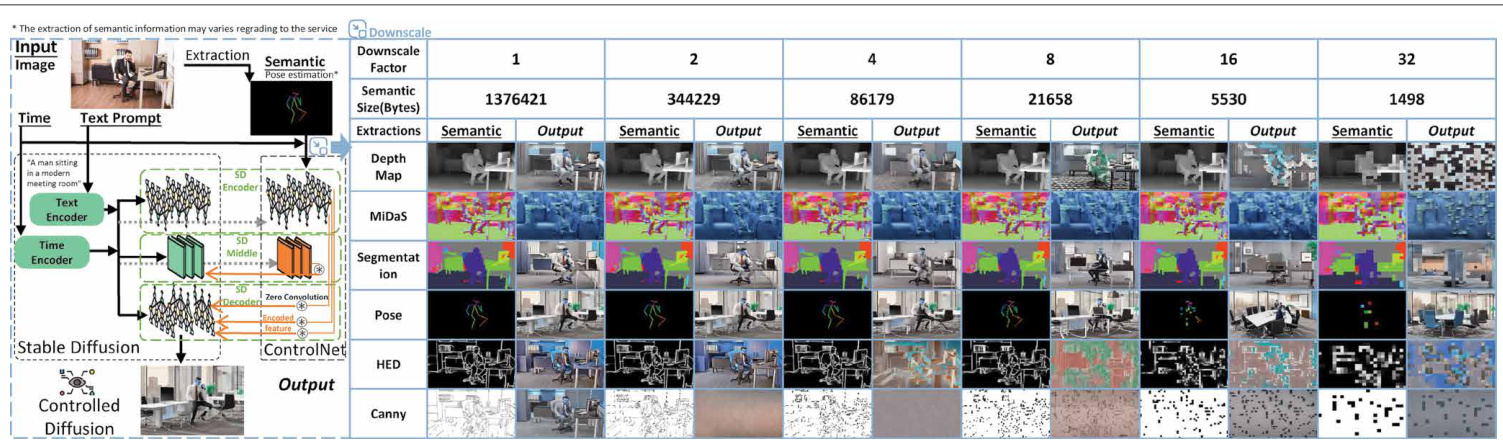 * The extraction of semantic information may varies regrading to the service
Downscale
Input
Image
Extraction
Semantic
Pose estimation*
Time
Text Prompt
"A man sitting
in a modern
meeting room"
SD
Encoder
Text
Encoder
Time
Encoder
SD
Middle
SD
Decoder
Zero Convolution
Encoded
feature
Stable Diffusion
ControlNet
Output
Controlled
Diffusion
Downscale
Factor
1
2
4
8
16
32
Semantic
Size(Bytes)
1376421
344229
86179
21658
5530
1498
Extractions
Semantic
Output
Semantic
Output
Semantic
Output
Semantic
Output
Semantic
Output
Semantic
Output
Depth
Map
MiDaS
Segmentat
ion
Pose
HED
Canny